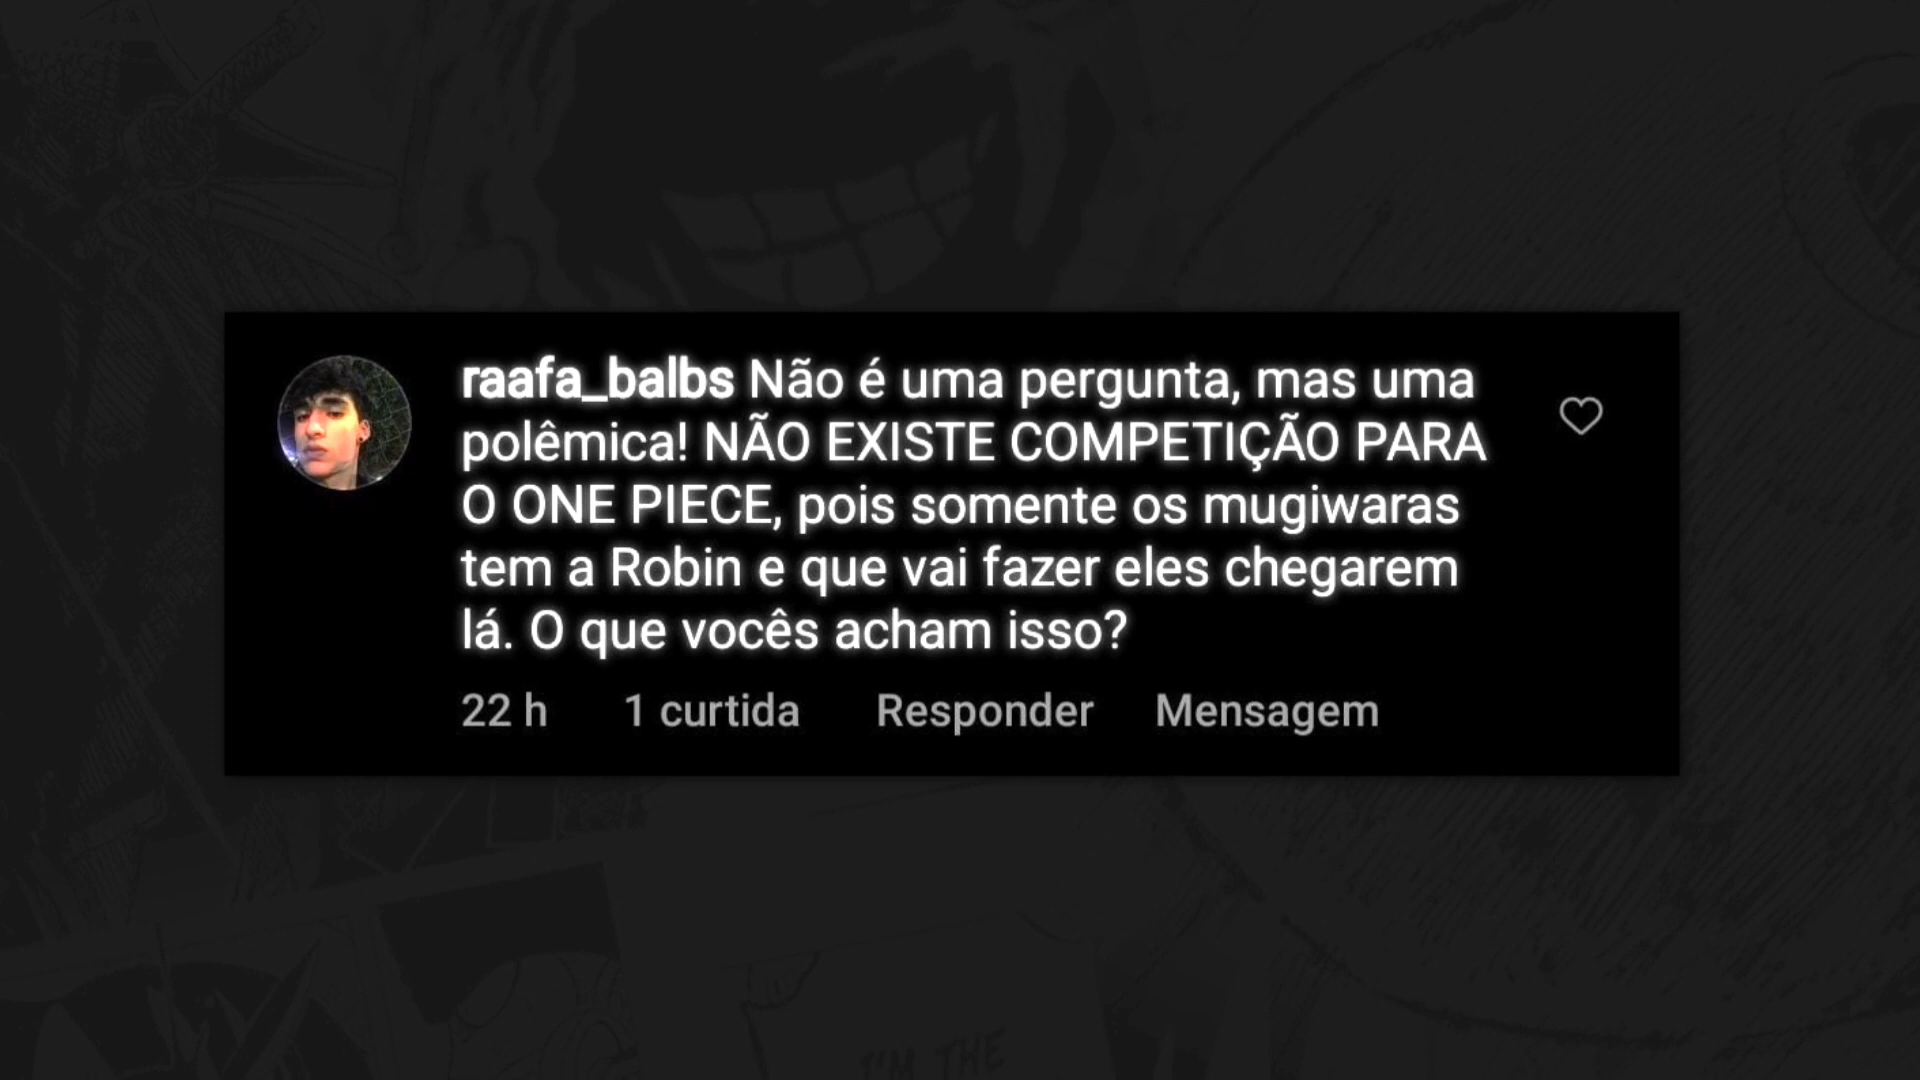 raafa_balbs Não é uma pergunta, mas uma
polêmica! NÃO EXISTE COMPETIÇÃO PARA
O ONE PIECE, pois somente os mugiwaras
tem a Robin e que vai fazer eles chegarem
lá. O que vocês acham isso?
22 h 1 curtida Responder Mensagem
I'M THE